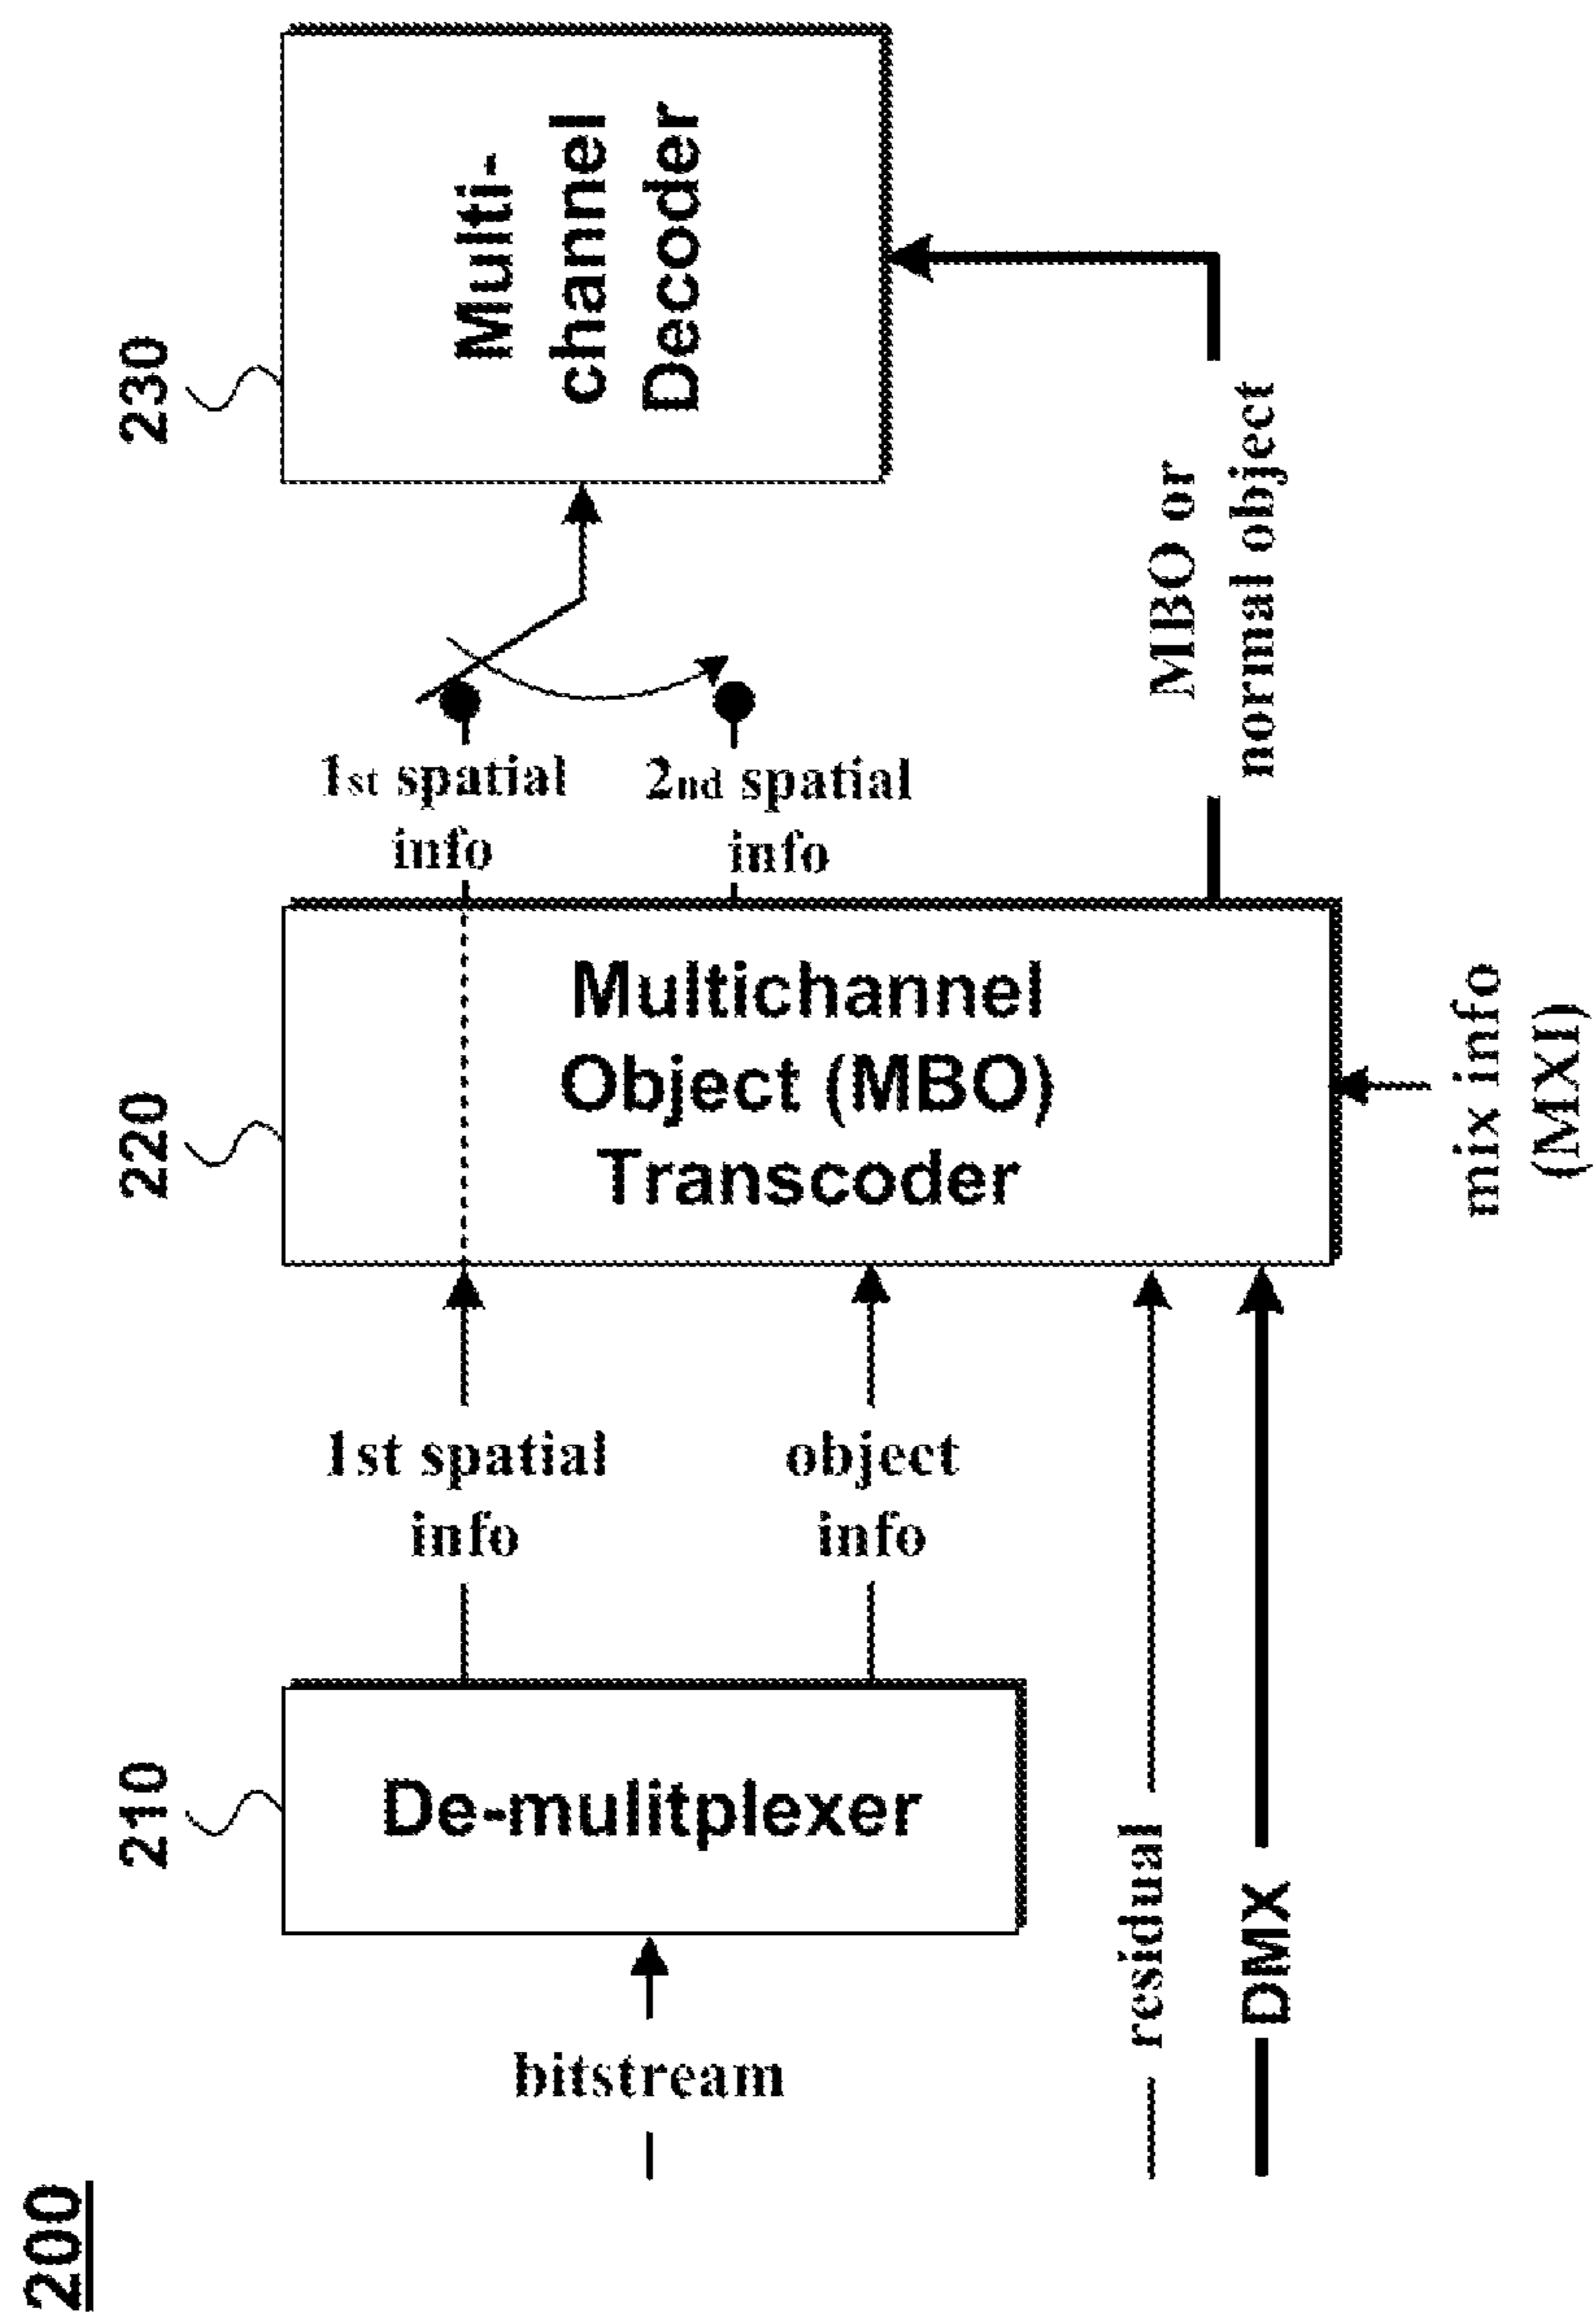 200
230
Multi-
channel
Decoder
1st spatial
info
2nd spatial
info
MBO or
normal object
220
Multichannel
Object (MBO)
Transcoder
mix info
(MXI)
1st spatial
info
object
info
210
De-mulitplexer
residual
DMX
bitstream